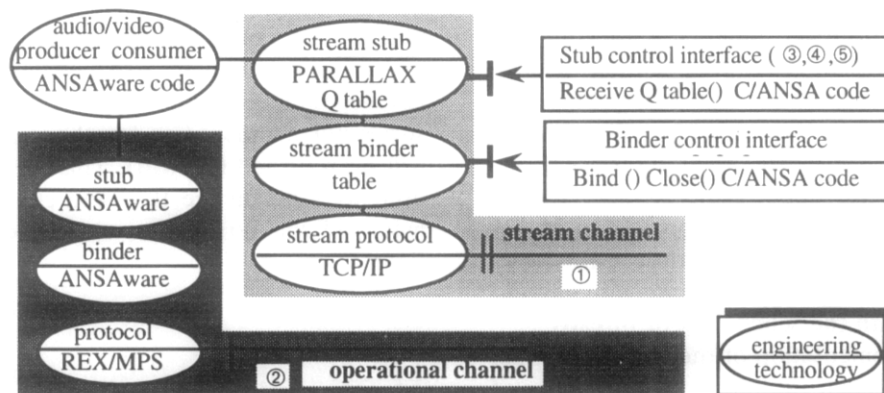 audio/video
producer consumer
ANSAware code
stream stub
PARALLAX
Q table
Stub control interface ( ③,④,⑤)
Receive Q table() C/ANSA code
stream binder
table
Binder control interface
Bind () Close() C/ANSA code
stub
ANSAware
stream protocol
TCP/IP
stream channel
①
binder
ANSAware
protocol
REX/MPS
② operational channel
engineering
technology